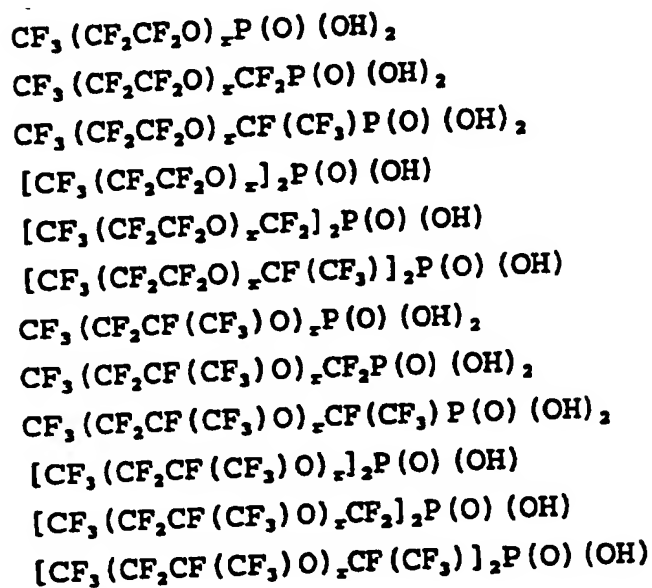 CF₃(CF₂CF₂O)ₓP(O)(OH)₂
CF₃(CF₂CF₂O)ₓCF₂P(O)(OH)₂
CF₃(CF₂CF₂O)ₓCF(CF₃)P(O)(OH)₂
[CF₃(CF₂CF₂O)ₓ]₂P(O)(OH)
[CF₃(CF₂CF₂O)ₓCF₂]₂P(O)(OH)
[CF₃(CF₂CF₂O)ₓCF(CF₃)]₂P(O)(OH)
CF₃(CF₂CF(CF₃)O)ₓP(O)(OH)₂
CF₃(CF₂CF(CF₃)O)ₓCF₂P(O)(OH)₂
CF₃(CF₂CF(CF₃)O)ₓCF(CF₃)P(O)(OH)₂
[CF₃(CF₂CF(CF₃)O)ₓ]₂P(O)(OH)
[CF₃(CF₂CF(CF₃)O)ₓCF₂]₂P(O)(OH)
[CF₃(CF₂CF(CF₃)O)ₓCF(CF₃)]₂P(O)(OH)